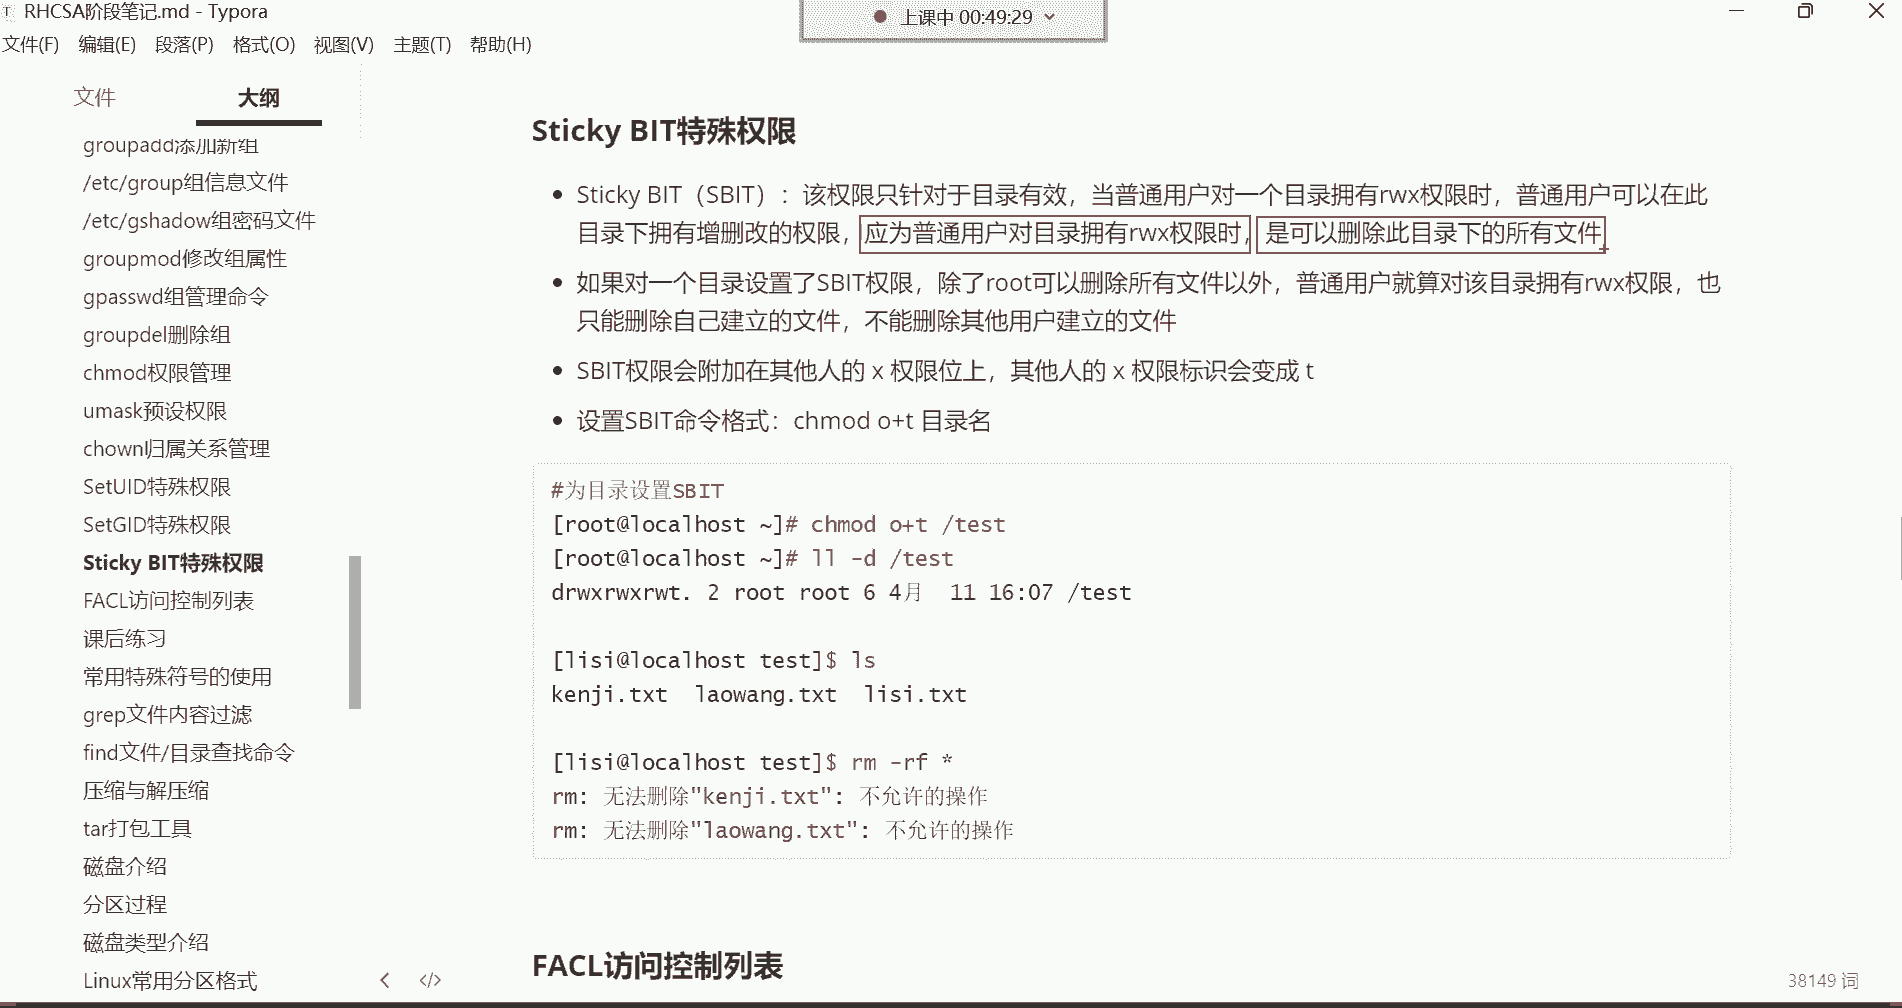 RHCSA阶段笔记.md - Typora
上课中 00:49:29
文件(F) 编辑(E) 段落(P) 格式(O) 视图(V) 主题(T) 帮助(H)
文件 大纲
groupadd添加新组
/etc/group组信息文件
/etc/gshadow组密码文件
groupmod修改组属性
gpasswd组管理命令
groupdel删除组
chmod权限管理
umask预设权限
chownl归属关系管理
SetUID特殊权限
SetGID特殊权限
Sticky BIT特殊权限
FACL访问控制列表
课后练习
常用特殊符号的使用
grep文件内容过滤
find文件/目录查找命令
压缩与解压缩
tar打包工具
磁盘介绍
分区过程
磁盘类型介绍
Linux常用分区格式
Sticky BIT特殊权限
Sticky BIT（SBIT）：该权限只针对于目录有效，当普通用户对一个目录拥有rwx权限时，普通用户可以在此
目录下拥有增删改的权限，应为普通用户对目录拥有rwx权限时，是可以删除此目录下的所有文件
如果对一个目录设置了SBIT权限，除了root可以删除所有文件以外，普通用户就算对该目录拥有rwx权限，也
只能删除自己建立的文件，不能删除其他用户建立的文件
SBIT权限会附加在其他人的 x 权限位上，其他人的 x 权限标识会变成 t
设置SBIT命令格式：chmod o+t 目录名
#为目录设置SBIT
[root@localhost ~]# chmod o+t /test
[root@localhost ~]# ll -d /test
drwxrwxrwt. 2 root root 6 4月  11 16:07 /test
[lisi@localhost test]$ ls
kenji.txt  laowang.txt  lisi.txt
[lisi@localhost test]$ rm -rf *
rm: 无法删除"kenji.txt": 不允许的操作
rm: 无法删除"laowang.txt": 不允许的操作
FACL访问控制列表
38149 词